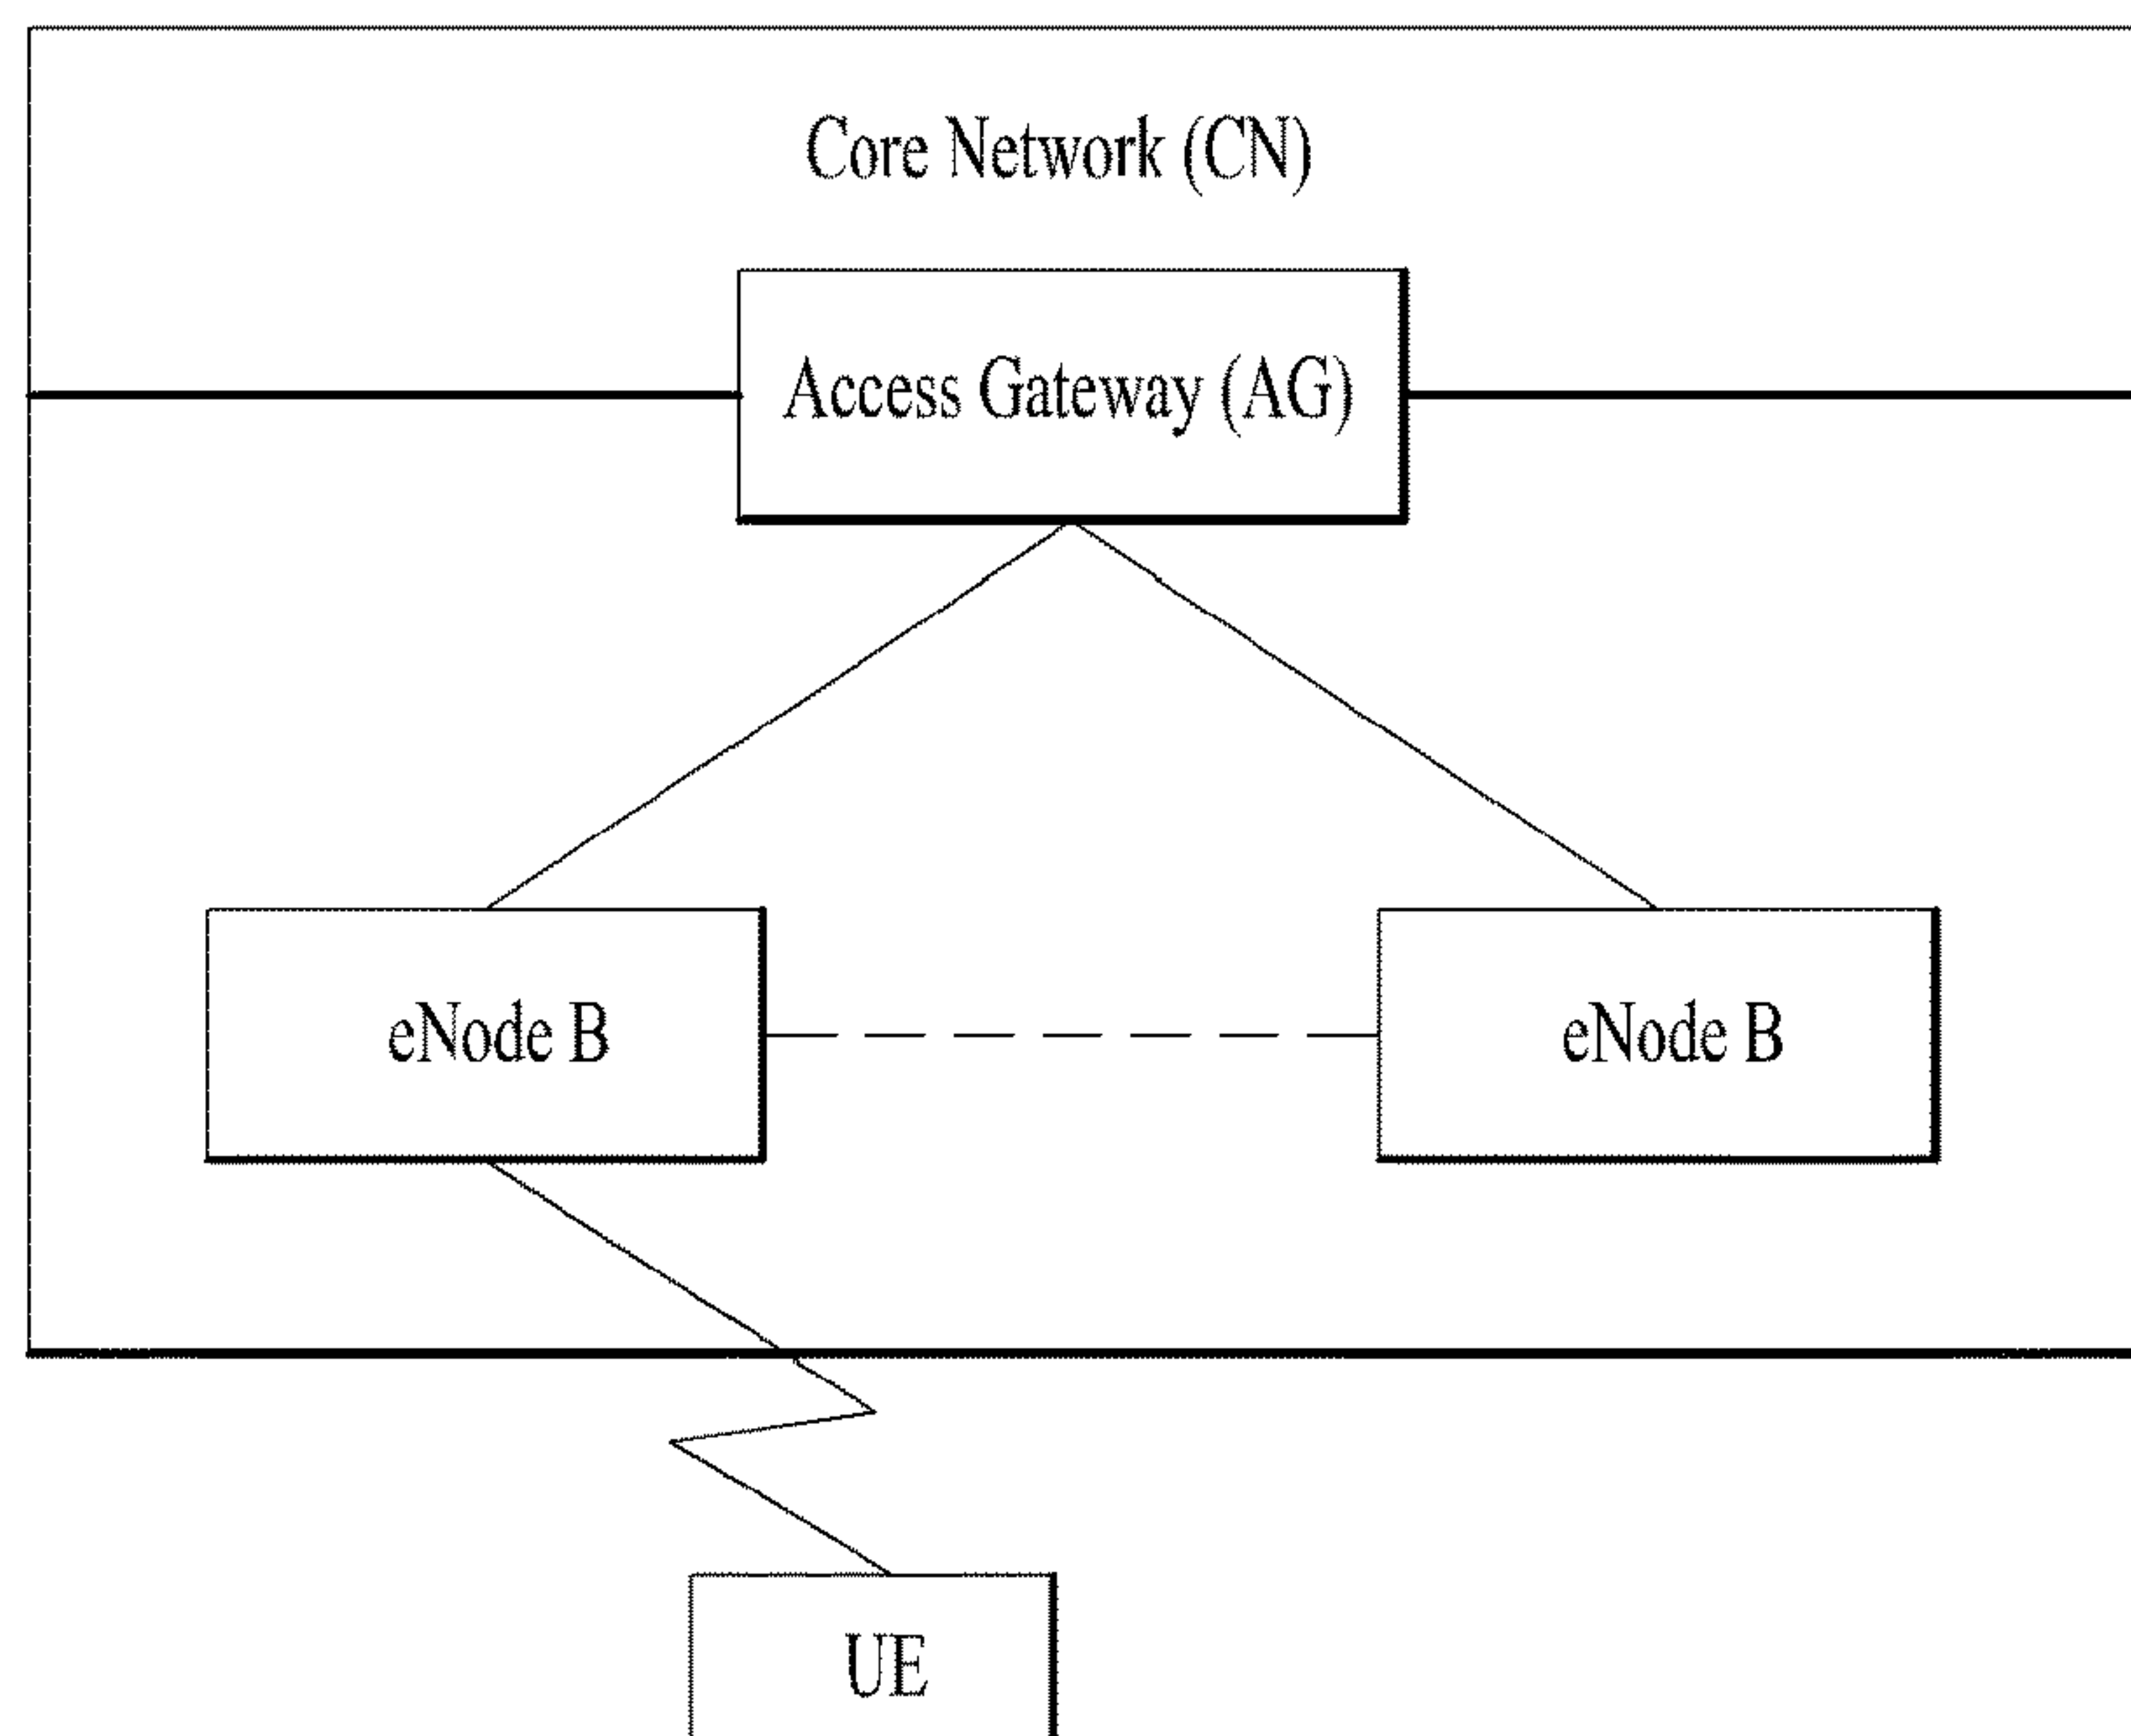 Core Network (CN)
Access Gateway (AG)
eNode B
eNode B
UE